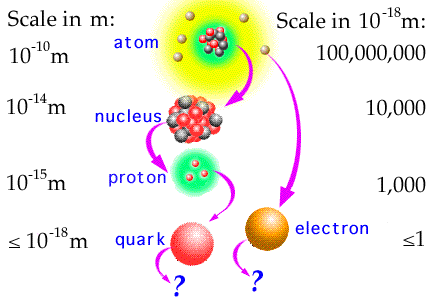 Scale in m: Scale in 10⁻¹⁸m:
10⁻¹⁰m atom 100,000,000
10⁻¹⁴m nucleus 10,000
10⁻¹⁵m proton 1,000
≤ 10⁻¹⁸m quark electron ≤1
? ?